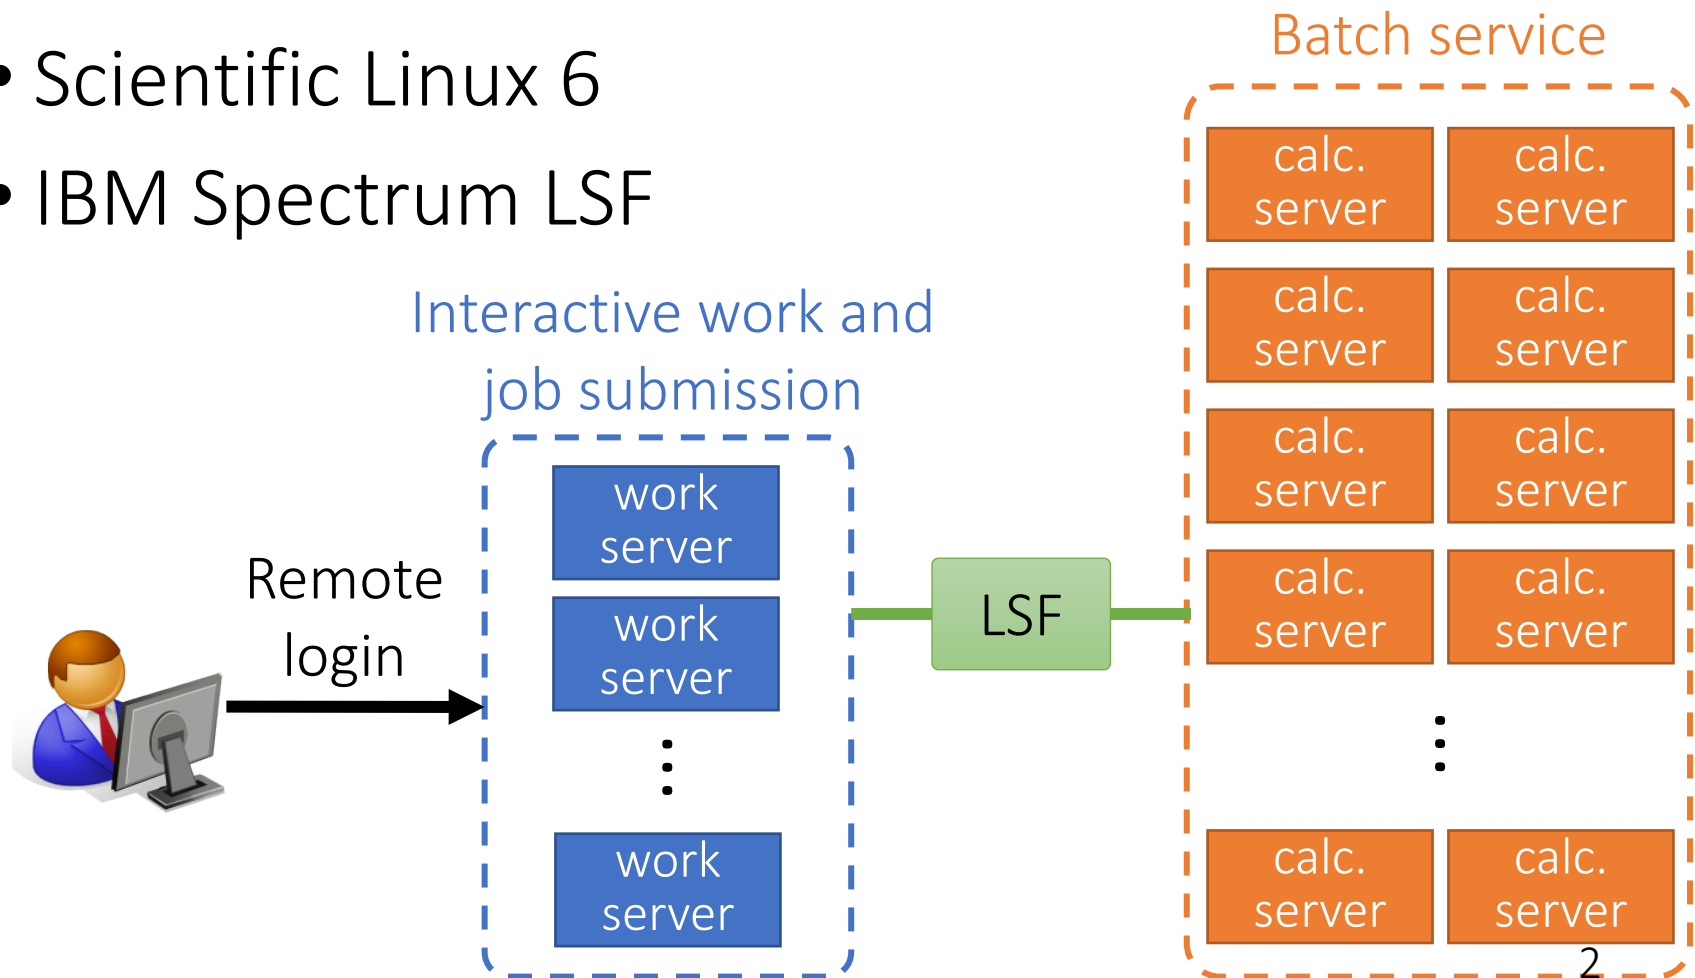 • Scientific Linux 6
• IBM Spectrum LSF
Interactive work and
job submission
Remote
login
work
server
work
server
⋮
work
server
LSF
Batch service
calc.
server
calc.
server
calc.
server
calc.
server
calc.
server
calc.
server
calc.
server
calc.
server
⋮
calc.
server
calc.
server
2